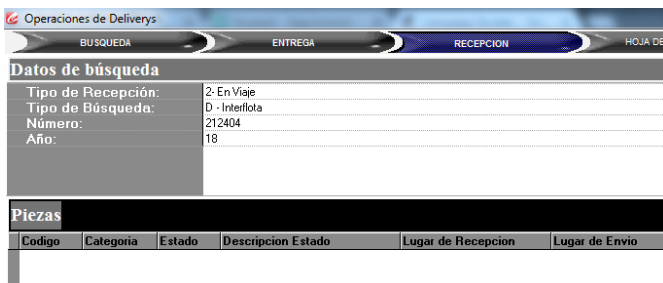 Operaciones de Deliverys
BUSQUEDA ENTREGA RECEPCION HOJA DE
Datos de búsqueda
Tipo de Recepción: 2- En Viaje
Tipo de Búsqueda: D - Interflota
Número: 212404
Año: 18
Piezas
Codigo Categoria Estado Descripcion Estado Lugar de Recepcion Lugar de Envio